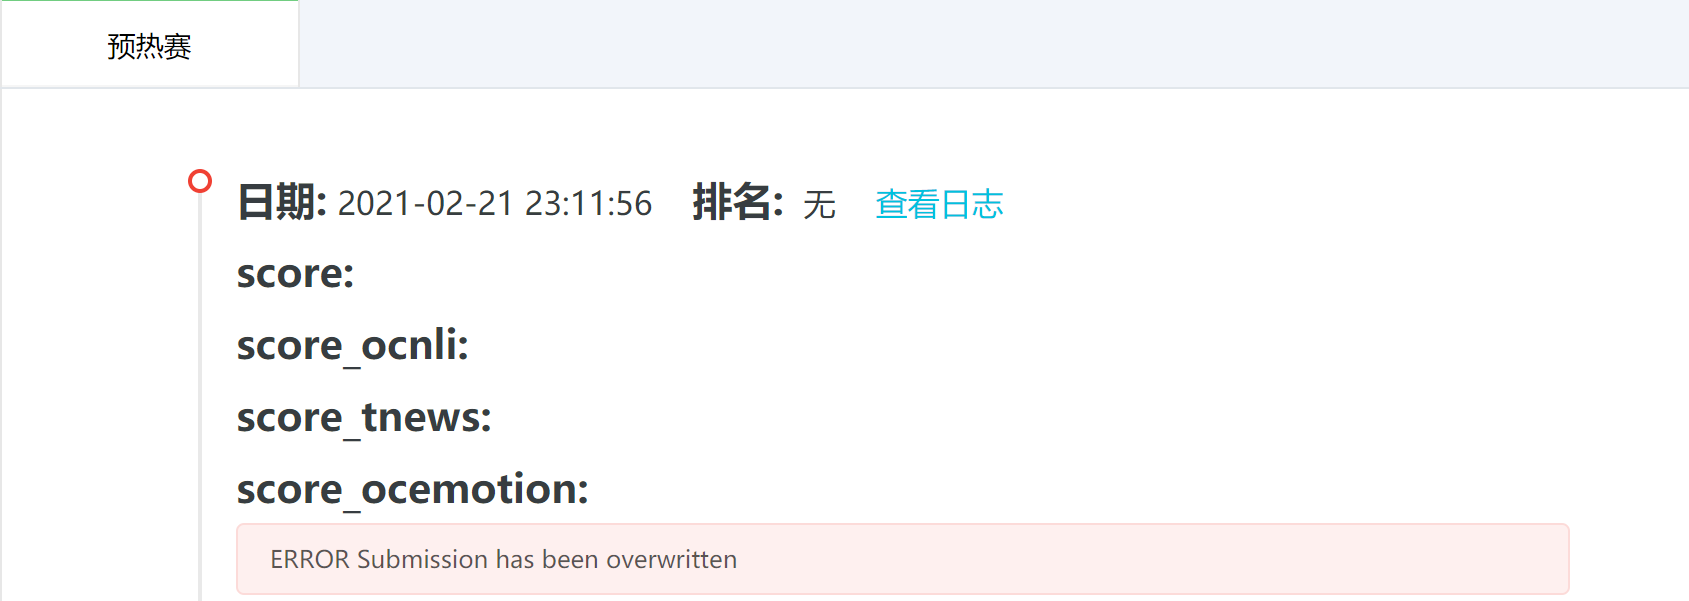 预热赛
日期: 2021-02-21 23:11:56 排名: 无 查看日志
score:
score_ocnli:
score_tnews:
score_ocemotion:
ERROR Submission has been overwritten